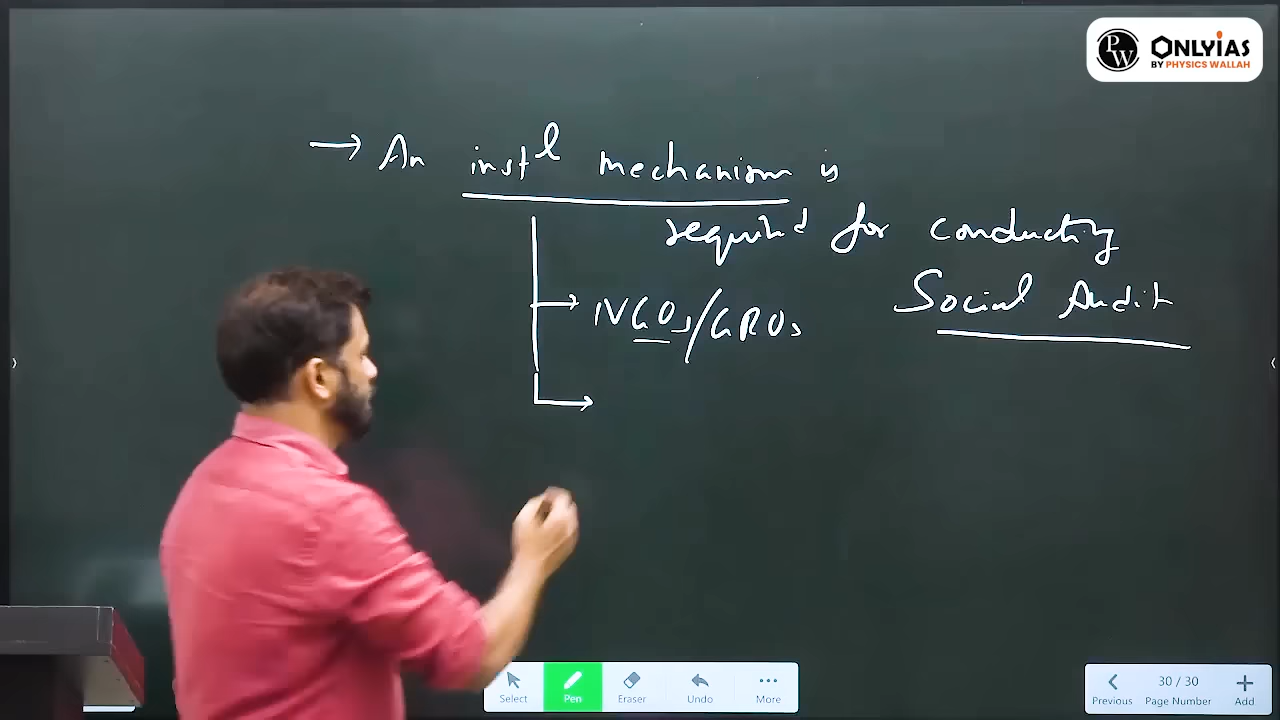 PW ONLYIAS
BY PHYSICS WALLAH
→ An instl mechanism is
required for conducting
Social Audit
→ NGOs/GROs
Select
Pen
Eraser
Undo
More
Previous
30 / 30
Page Number
Add